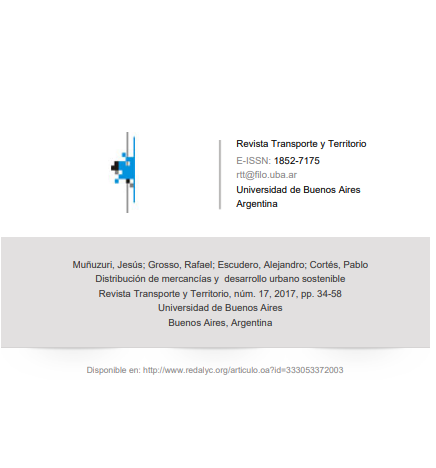 Revista Transporte y Territorio
E-ISSN: 1852-7175
rtt@filo.uba.ar
Universidad de Buenos Aires
Argentina
Muñuzuri, Jesús; Grosso, Rafael; Escudero, Alejandro; Cortés, Pablo
Distribución de mercancías y desarrollo urbano sostenible
Revista Transporte y Territorio, núm. 17, 2017, pp. 34-58
Universidad de Buenos Aires
Buenos Aires, Argentina
Disponible en: http://www.redalyc.org/articulo.oa?id=333053372003